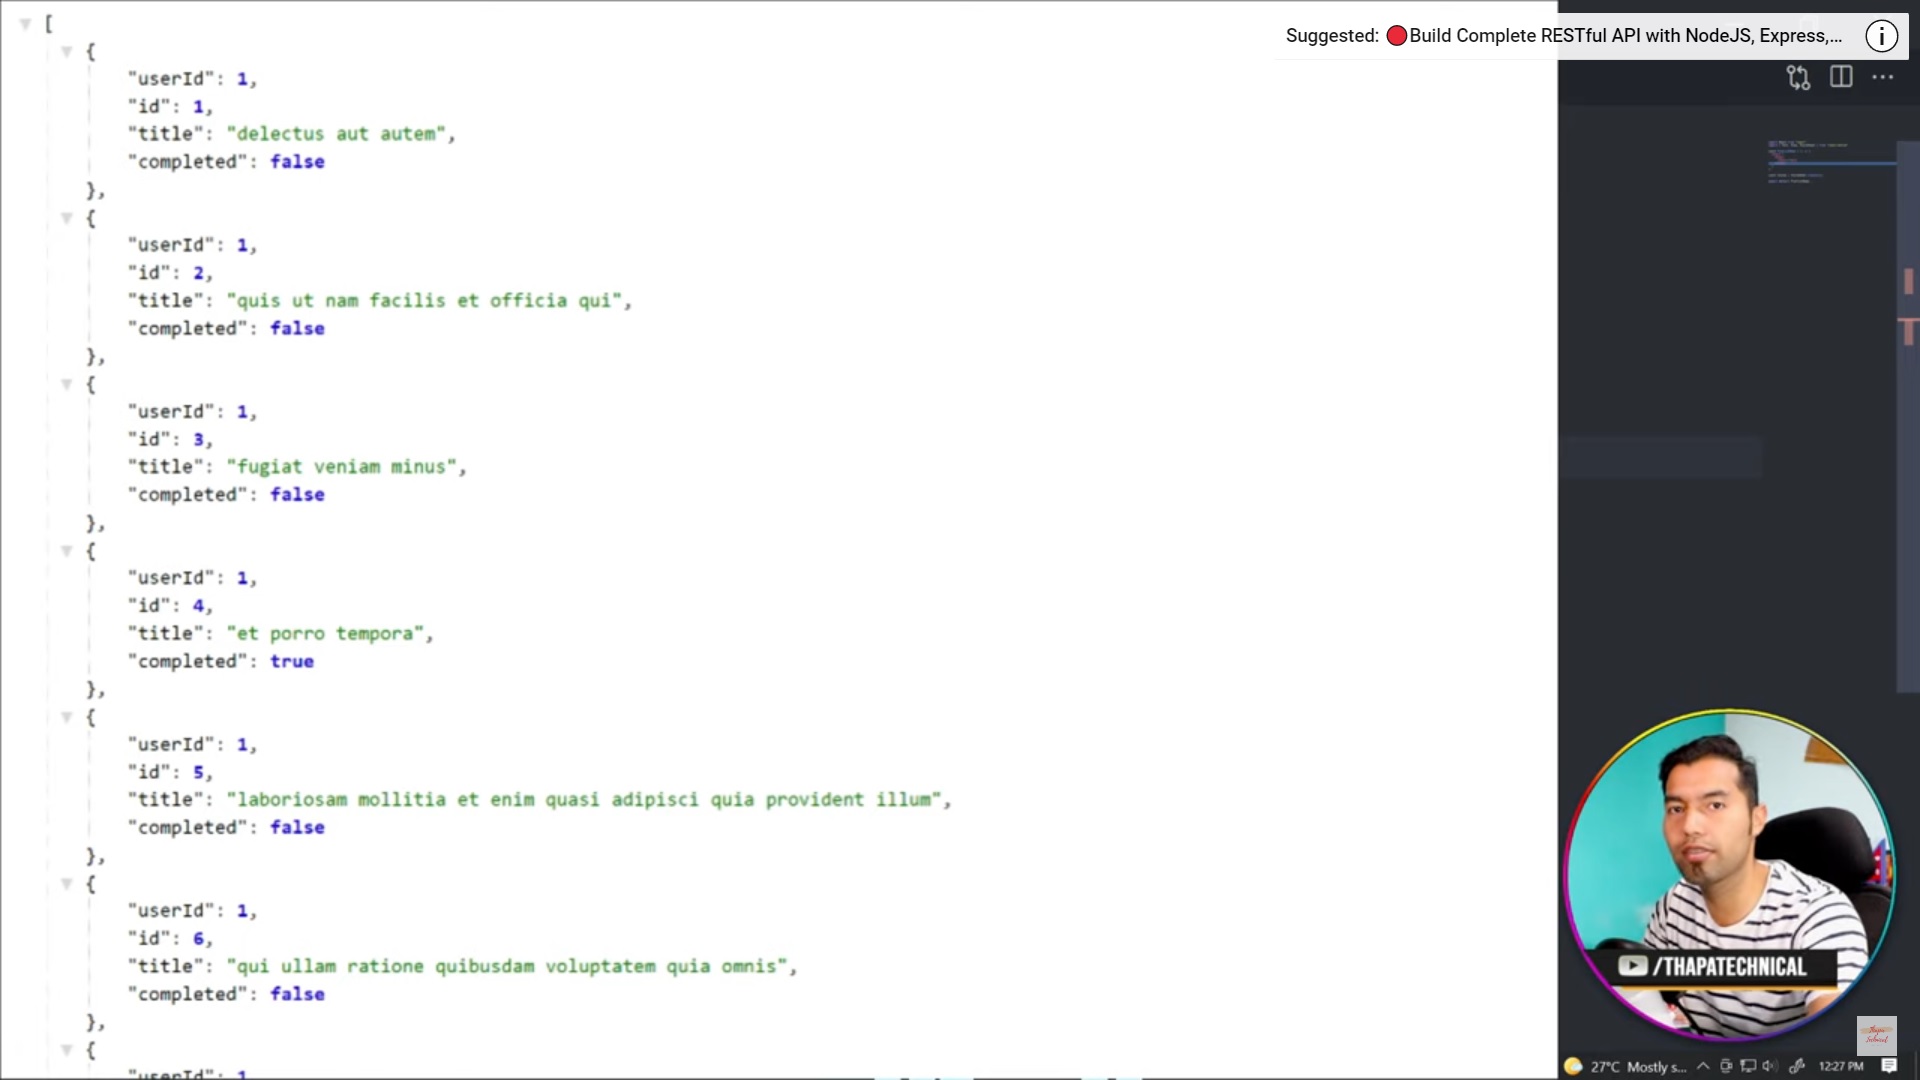 Suggested: 🔴Build Complete RESTful API with NodeJS, Express,...
[
{
"userId": 1,
"id": 1,
"title": "delectus aut autem",
"completed": false
},
{
"userId": 1,
"id": 2,
"title": "quis ut nam facilis et officia qui",
"completed": false
},
{
"userId": 1,
"id": 3,
"title": "fugiat veniam minus",
"completed": false
},
{
"userId": 1,
"id": 4,
"title": "et porro tempora",
"completed": true
},
{
"userId": 1,
"id": 5,
"title": "laboriosam mollitia et enim quasi adipisci quia provident illum",
"completed": false
},
{
"userId": 1,
"id": 6,
"title": "qui ullam ratione quibusdam voluptatem quia omnis",
"completed": false
},
{
"userId": 1
/THAPATECHNICAL
27°C Mostly s... 12:27 PM